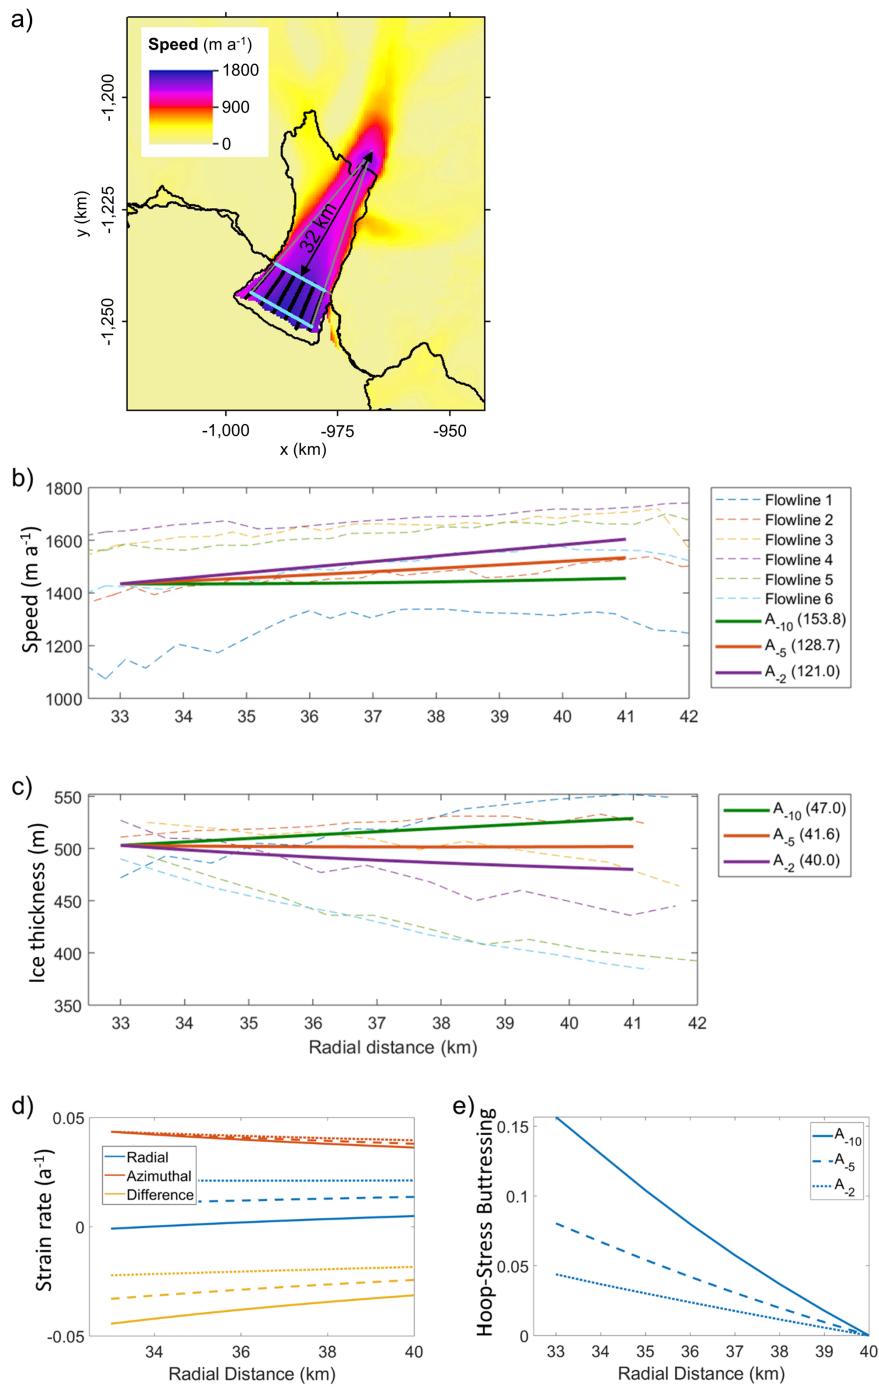 a)
Speed (m a-1)
1800
900
0
-1,200
-1,225
-1,250
y (km)
32 km
-1,000
-975
-950
x (km)
b)
1800
1600
1400
1200
1000
Speed (m a-1)
33 34 35 36 37 38 39 40 41 42
Flowline 1
Flowline 2
Flowline 3
Flowline 4
Flowline 5
Flowline 6
A-10 (153.8)
A-5 (128.7)
A-2 (121.0)
c)
550
500
450
400
350
Ice thickness (m)
33 34 35 36 37 38 39 40 41 42
Radial distance (km)
A-10 (47.0)
A-5 (41.6)
A-2 (40.0)
d)
0.05
0
-0.05
Strain rate (a-1)
Radial
Azimuthal
Difference
34 36 38 40
Radial Distance (km)
e)
0.15
0.1
0.05
0
Hoop-Stress Buttressing
A-10
A-5
A-2
33 34 35 36 37 38 39 40
Radial Distance (km)